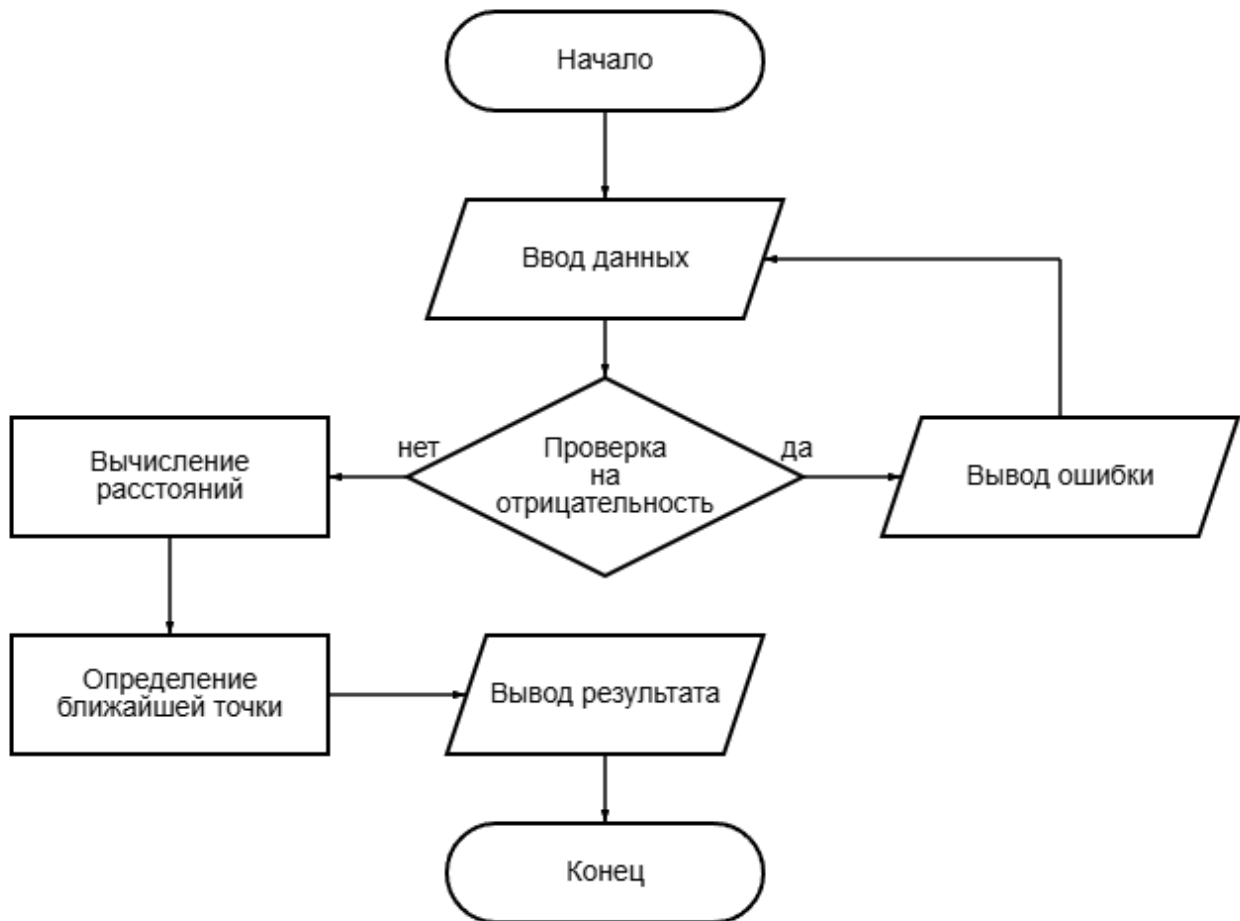 Начало
Ввод данных
нет
Проверка
на
отрицательность
да
Вывод ошибки
Вычисление
расстояний
Определение
ближайшей точки
Вывод результата
Конец